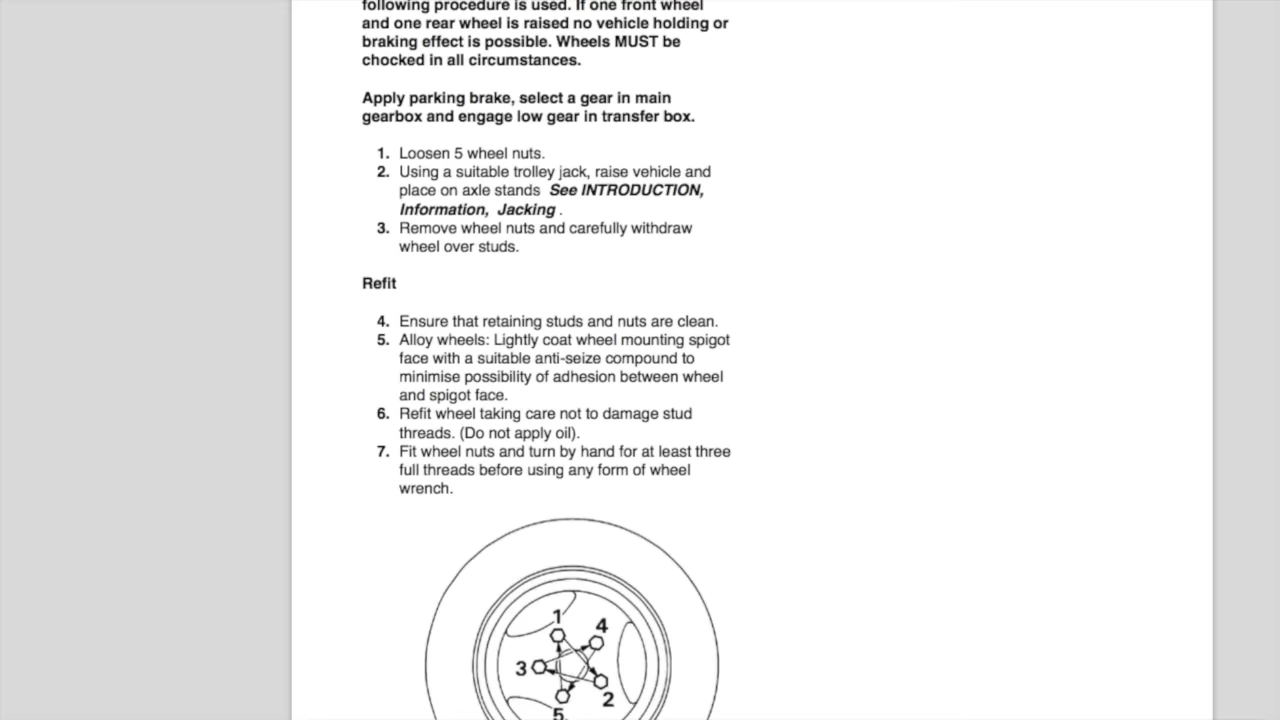 following procedure is used. If one front wheel
and one rear wheel is raised no vehicle holding or
braking effect is possible. Wheels MUST be
chocked in all circumstances.
Apply parking brake, select a gear in main
gearbox and engage low gear in transfer box.
1. Loosen 5 wheel nuts.
2. Using a suitable trolley jack, raise vehicle and
place on axle stands See INTRODUCTION,
Information, Jacking .
3. Remove wheel nuts and carefully withdraw
wheel over studs.
Refit
4. Ensure that retaining studs and nuts are clean.
5. Alloy wheels: Lightly coat wheel mounting spigot
face with a suitable anti-seize compound to
minimise possibility of adhesion between wheel
and spigot face.
6. Refit wheel taking care not to damage stud
threads. (Do not apply oil).
7. Fit wheel nuts and turn by hand for at least three
full threads before using any form of wheel
wrench.
1
4
3
2
5